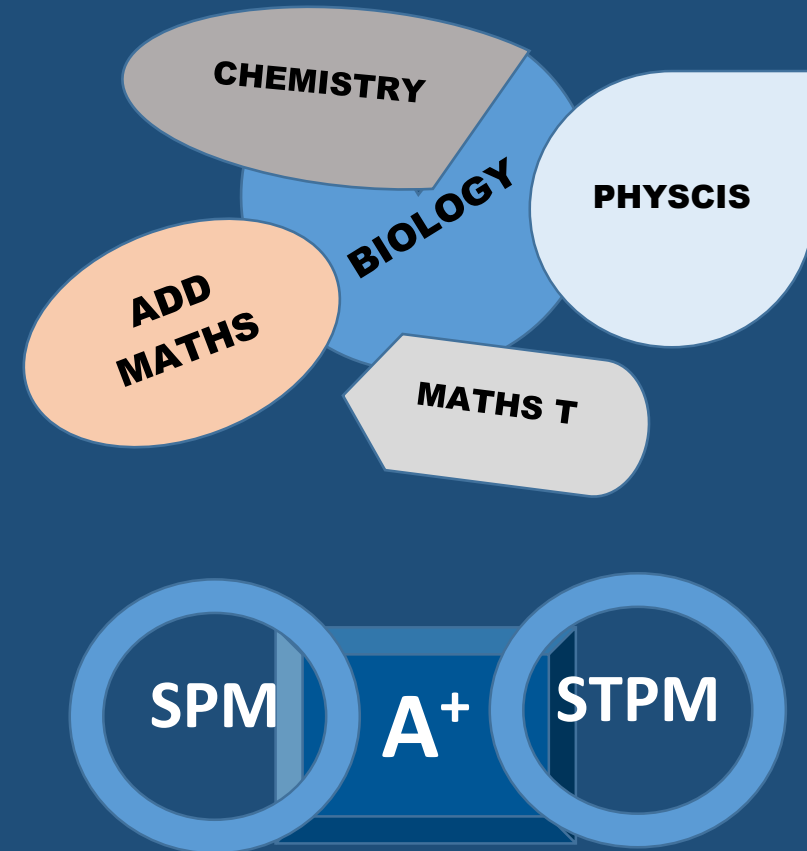 CHEMISTRY
BIOLOGY
PHYSCIS
ADD
MATHS
MATHS T
SPM
A+
STPM